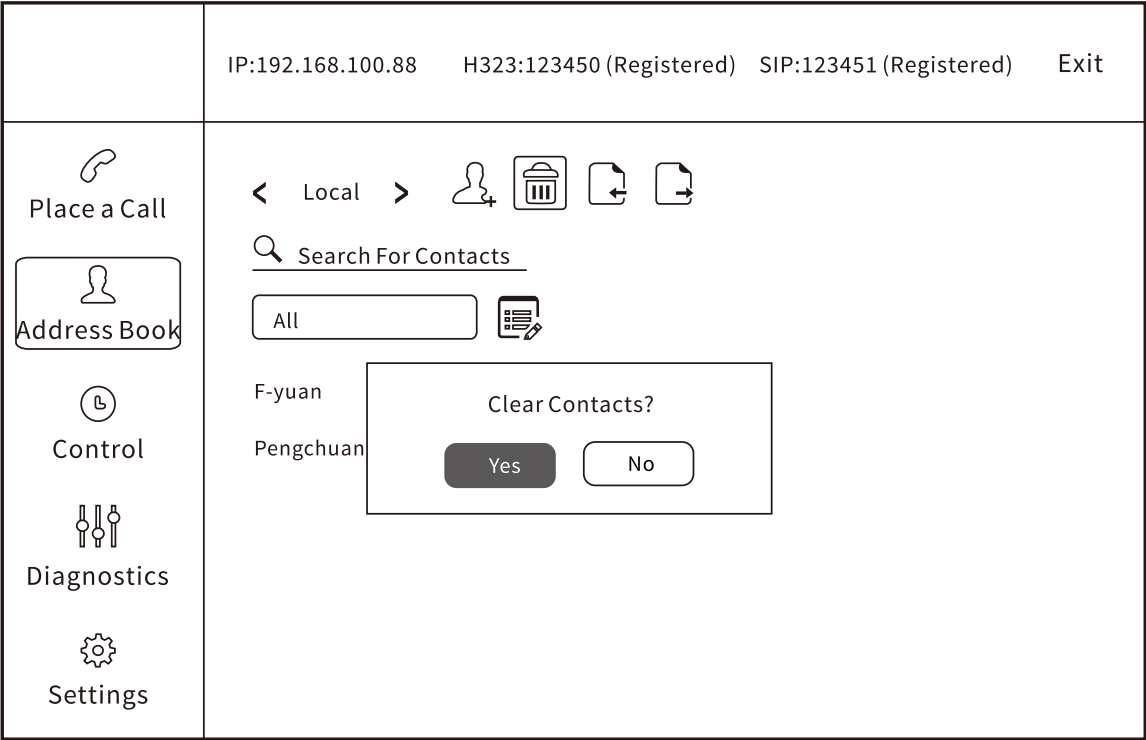 IP:192.168.100.88 H323:123450 (Registered) SIP:123451 (Registered) Exit
Place a Call
Address Book
Control
Diagnostics
Settings
< Local >
Search For Contacts
All
F-yuan
Pengchuan
Clear Contacts?
Yes No